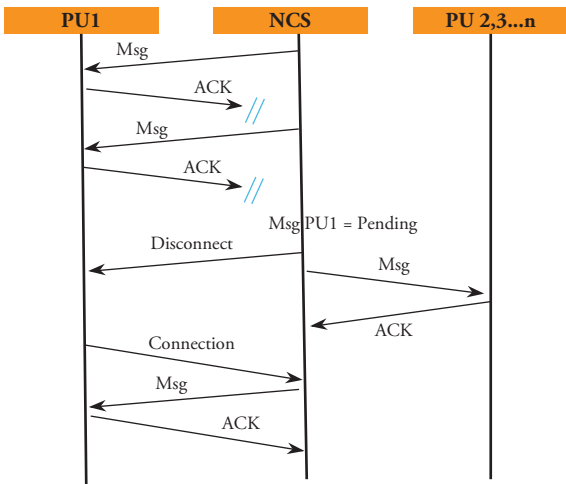 PU1 NCS PU 2,3...n
Msg
ACK
Msg
ACK
Msg PU1 = Pending
Disconnect
Msg
ACK
Connection
Msg
ACK